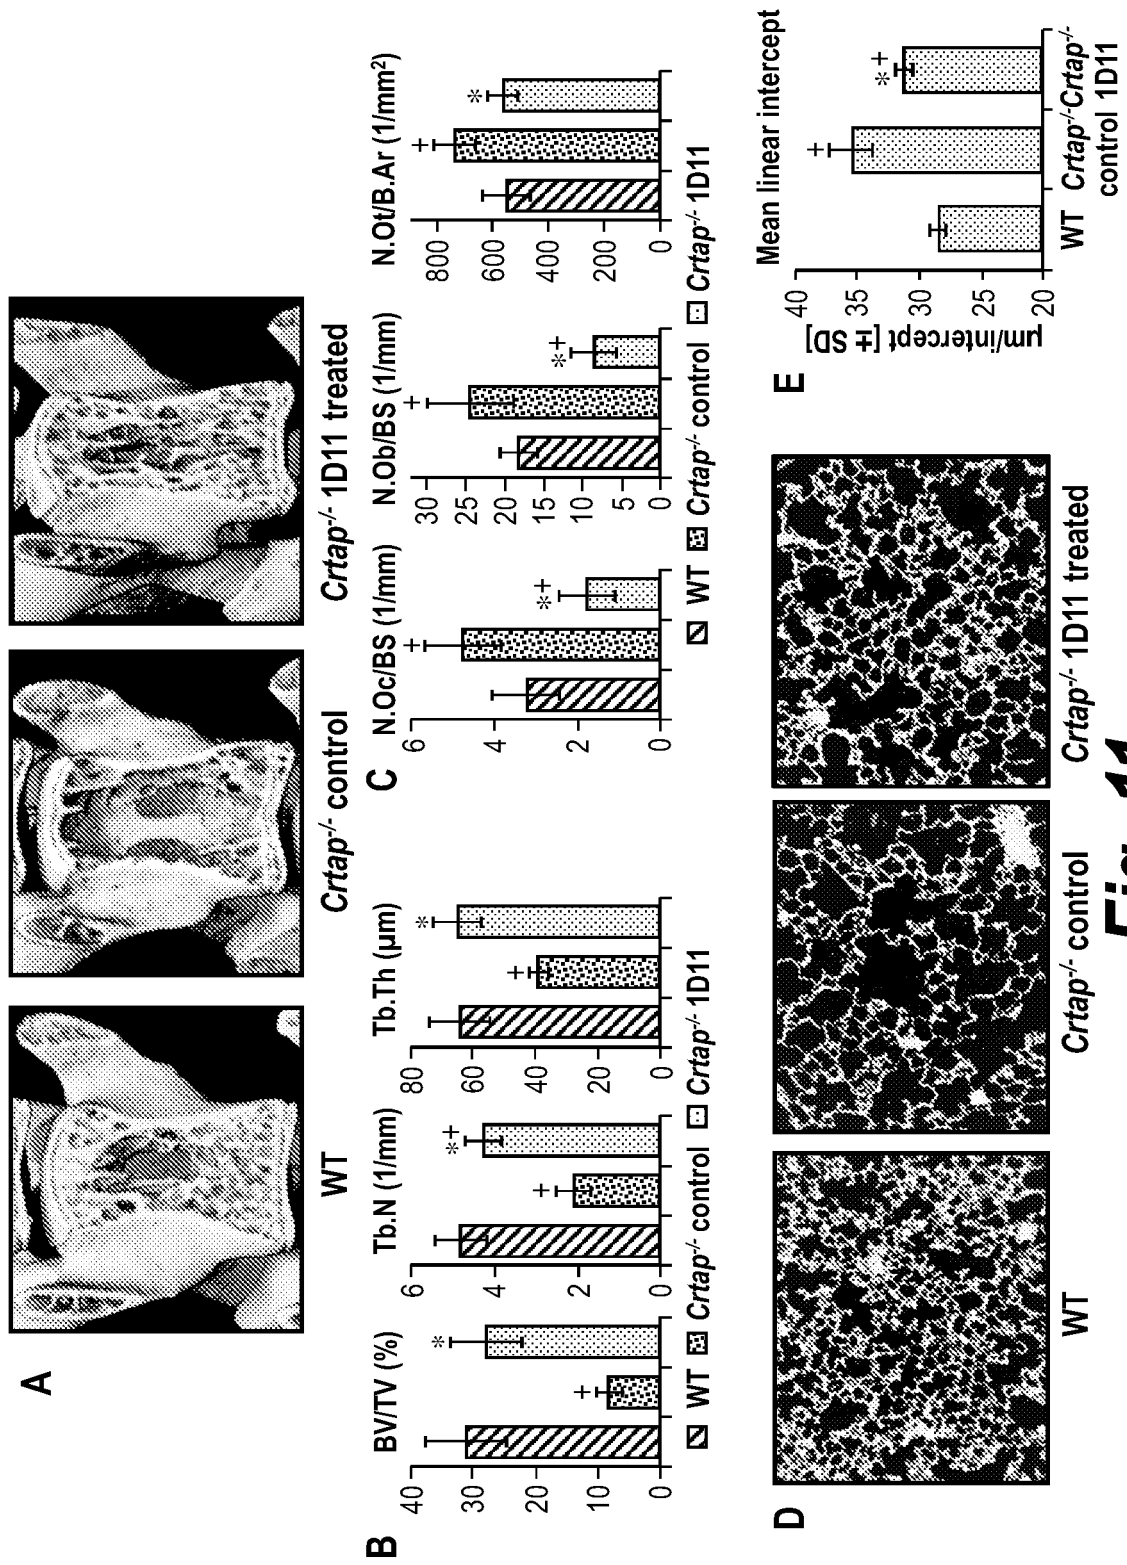 A
WT
Crtap-/- control
Crtap-/- 1D11 treated
B
BV/TV (%)
40
30
20
10
0
+
*
Tb.N (1/mm)
6
4
2
0
+
*+
Tb.Th (µm)
80
60
40
20
0
+
*
WT Crtap-/- control Crtap-/- 1D11
C
N.Oc/BS (1/mm)
6
4
2
0
+
*+
N.Ob/BS (1/mm)
30
25
20
15
10
5
0
+
*+
N.Ot/B.Ar (1/mm²)
800
600
400
200
0
+
*
WT Crtap-/- control Crtap-/- 1D11
D
WT
Crtap-/- control
Crtap-/- 1D11 treated
E
Mean linear intercept
µm/intercept [± SD]
40
35
30
25
20
+
*+
WT Crtap-/- Crtap-/-
control 1D11
Fig. 11